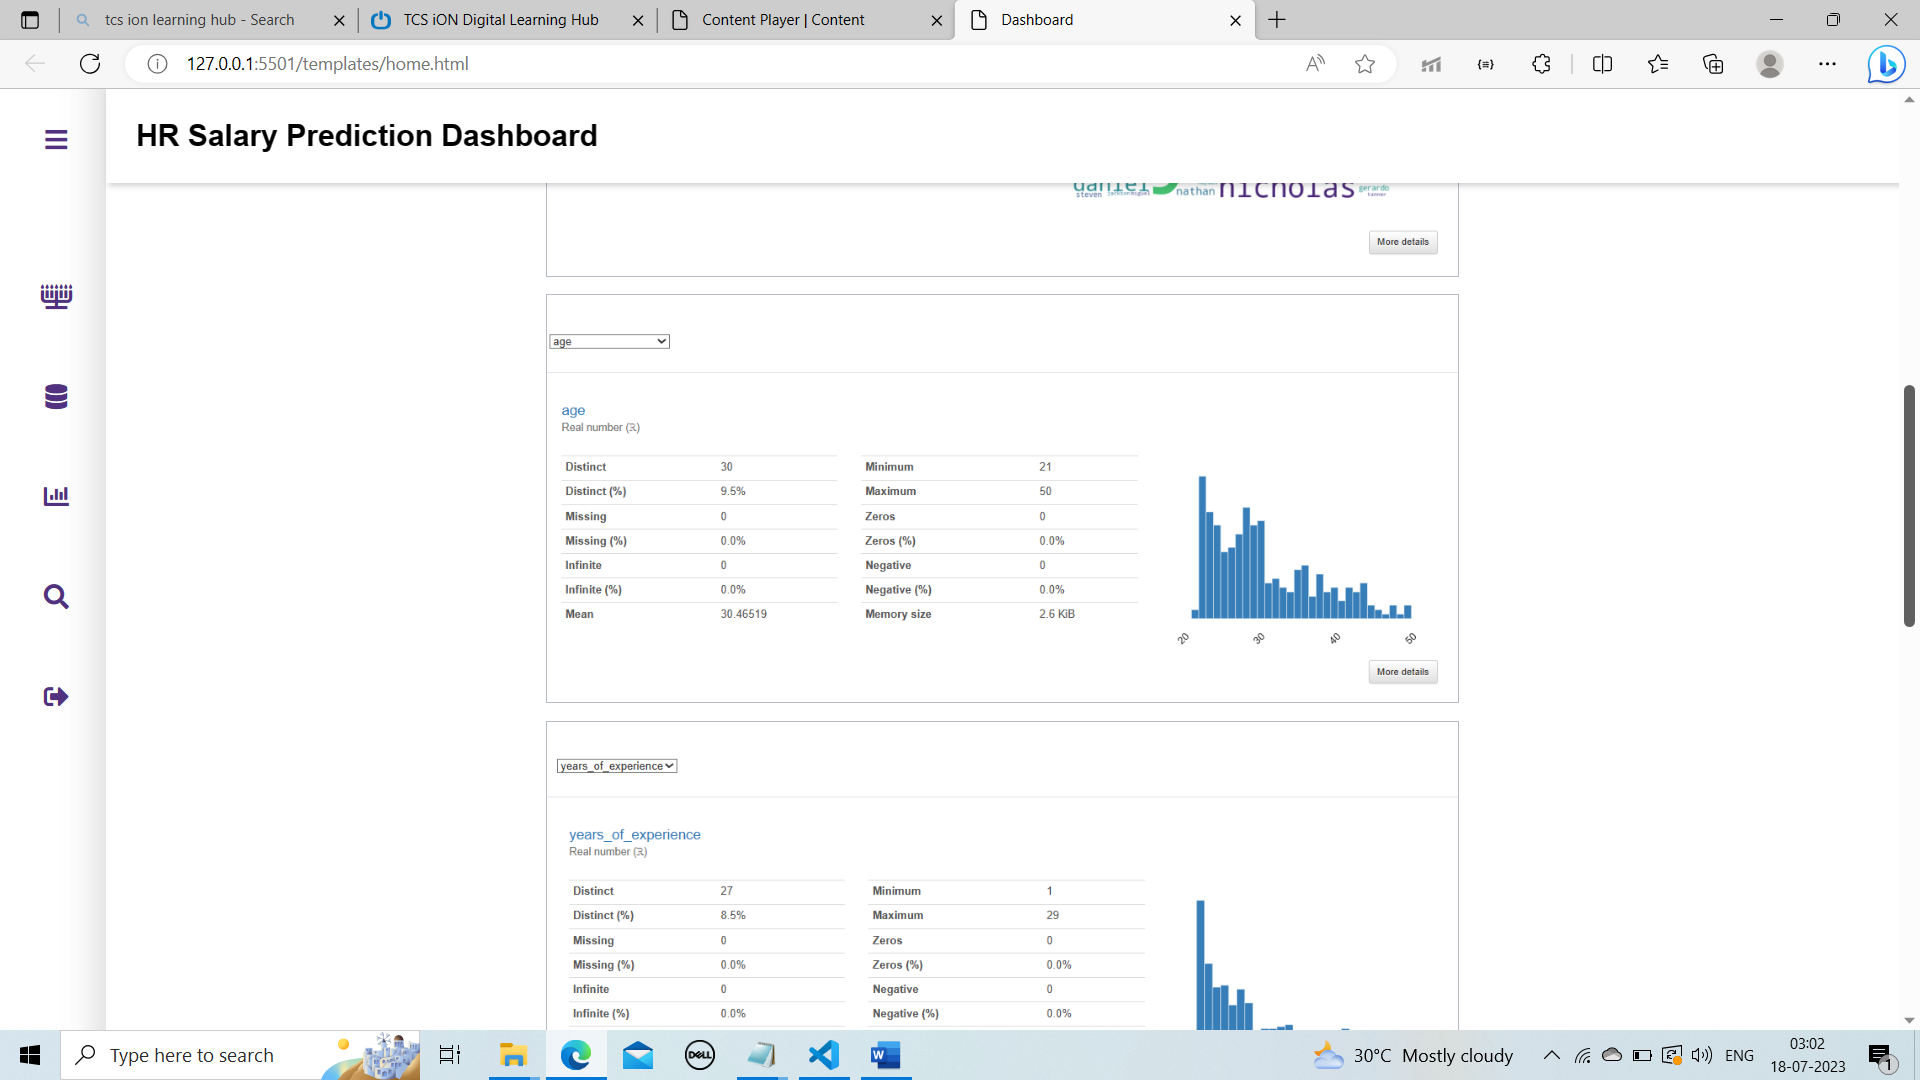 tcs ion learning hub - Search
TCS iON Digital Learning Hub
Content Player | Content
Dashboard
127.0.0.1:5501/templates/home.html
HR Salary Prediction Dashboard
daniel nicholas
steven nathan gerardo
tanner
More details
age
age
Real number (ℝ)
Distinct 30 Minimum 21
Distinct (%) 9.5% Maximum 50
Missing 0 Zeros 0
Missing (%) 0.0% Zeros (%) 0.0%
Infinite 0 Negative 0
Infinite (%) 0.0% Negative (%) 0.0%
Mean 30.46519 Memory size 2.6 KiB
20 30 40 50
More details
years_of_experience
years_of_experience
Real number (ℝ)
Distinct 27 Minimum 1
Distinct (%) 8.5% Maximum 29
Missing 0 Zeros 0
Missing (%) 0.0% Zeros (%) 0.0%
Infinite 0 Negative 0
Infinite (%) 0.0% Negative (%) 0.0%
Type here to search
DELL
30°C Mostly cloudy
ENG
03:02
18-07-2023
1